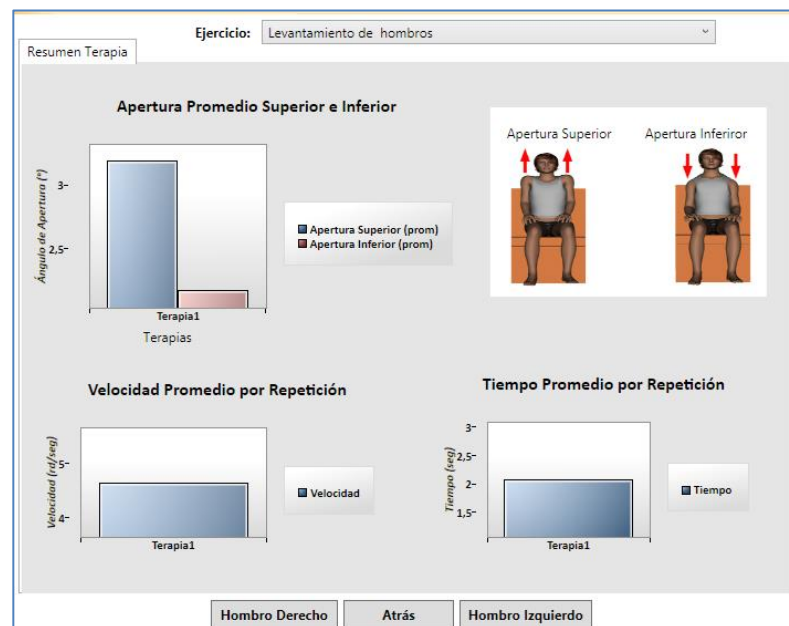 Ejercicio: Levantamiento de hombros
Resumen Terapia
Apertura Promedio Superior e Inferior
Ángulo de Apertura (°)
3
2,5
Terapia1
Terapias
Apertura Superior (prom)
Apertura Inferior (prom)
Apertura Superior Apertura Inferiror
Velocidad Promedio por Repetición
Velocidad (rd/seg)
5
4
Terapia1
Velocidad
Tiempo Promedio por Repetición
Tiempo (seg)
3
2,5
2
1,5
Terapia1
Tiempo
Hombro Derecho Atrás Hombro Izquierdo